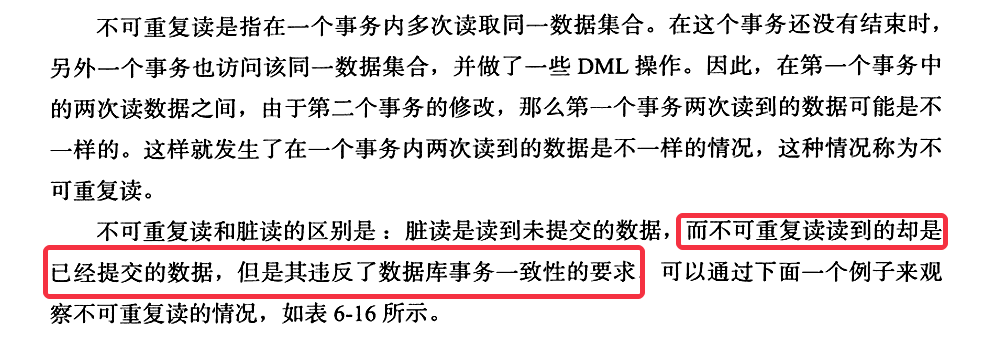 不可重复读是指在一个事务内多次读取同一数据集合。在这个事务还没有结束时，
另外一个事务也访问该同一数据集合，并做了一些 DML 操作。因此，在第一个事务中
的两次读数据之间，由于第二个事务的修改，那么第一个事务两次读到的数据可能是不
一样的。这样就发生了在一个事务内两次读到的数据是不一样的情况，这种情况称为不
可重复读。
不可重复读和脏读的区别是：脏读是读到未提交的数据，而不可重复读读到的却是
已经提交的数据，但是其违反了数据库事务一致性的要求 可以通过下面一个例子来观
察不可重复读的情况，如表 6-16 所示。